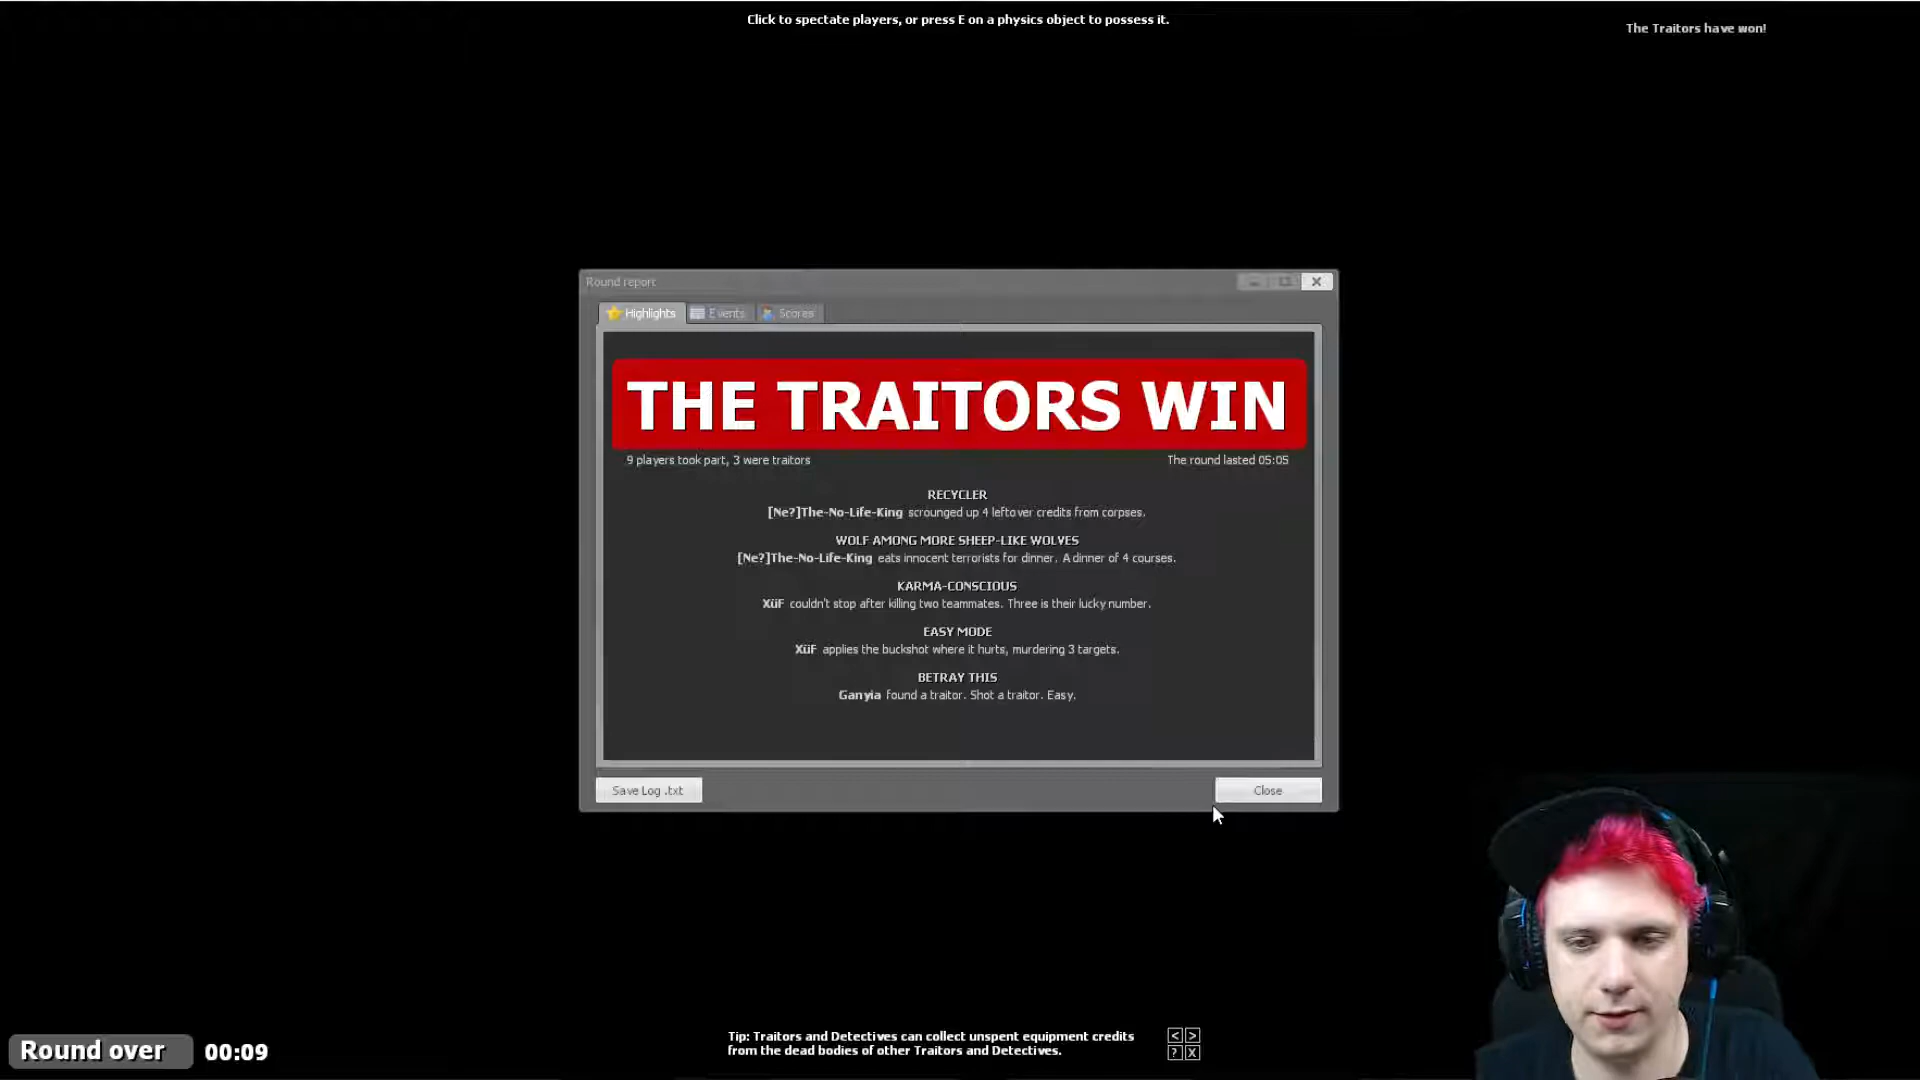 Click to spectate players, or press E on a physics object to possess it.
The Traitors have won!
Round report
Highlights
Events
Scores
THE TRAITORS WIN
9 players took part, 3 were traitors
The round lasted 05:05
RECYCLER
[Ne?]The-No-Life-King scrounged up 4 leftover credits from corpses.
WOLF AMONG MORE SHEEP-LIKE WOLVES
[Ne?]The-No-Life-King eats innocent terrorists for dinner. A dinner of 4 courses.
KARMA-CONSCIOUS
XüF couldn't stop after killing two teammates. Three is their lucky number.
EASY MODE
XüF applies the buckshot where it hurts, murdering 3 targets.
BETRAY THIS
Ganyia found a traitor. Shot a traitor. Easy.
Save Log .txt
Close
Tip: Traitors and Detectives can collect unspent equipment credits
from the dead bodies of other Traitors and Detectives.
< >
? X
Round over
00:09